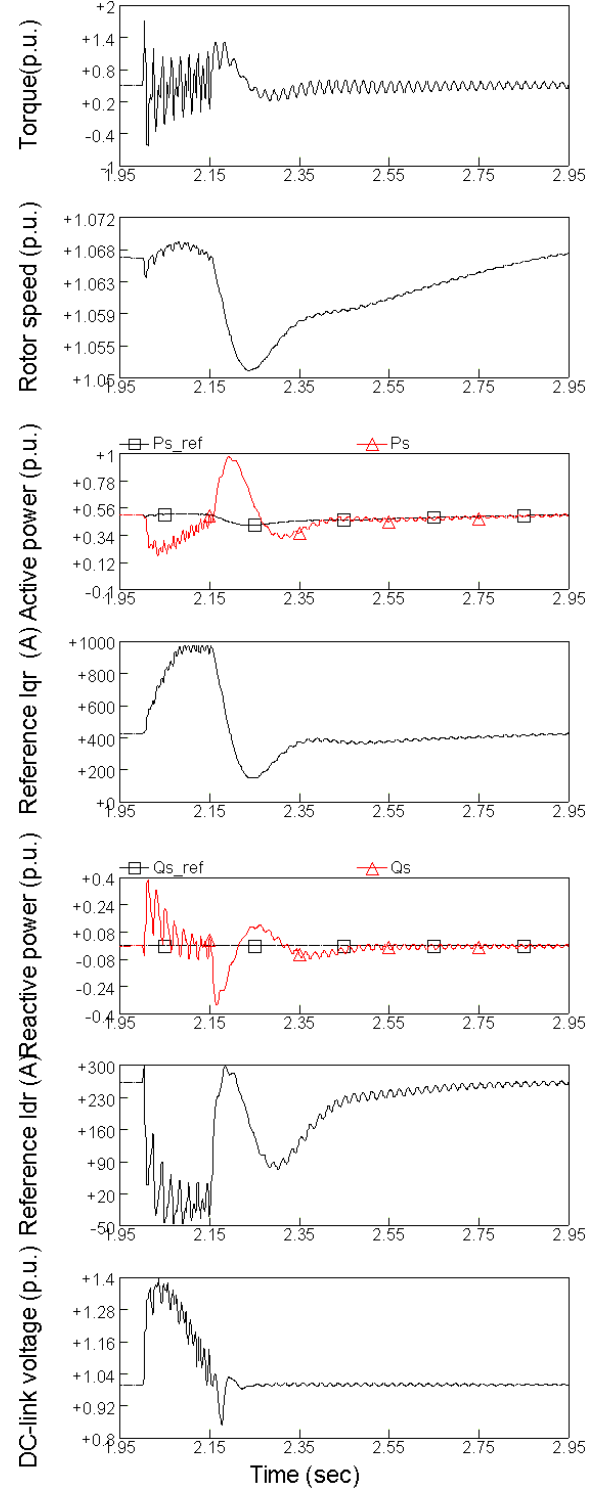 Torque(p.u.)
+2
+1.4
+0.8
+0.2
-0.4
-1
1.95 2.15 2.35 2.55 2.75 2.95
Rotor speed (p.u.)
+1.072
+1.068
+1.063
+1.059
+1.055
+1.05
1.95 2.15 2.35 2.55 2.75 2.95
Active power (p.u.)
Ps_ref Ps
+1
+0.78
+0.56
+0.34
+0.12
-0.1
1.95 2.15 2.35 2.55 2.75 2.95
Reference Iqr (A)
+1000
+800
+600
+400
+200
+0
1.95 2.15 2.35 2.55 2.75 2.95
Reactive power (p.u.)
Qs_ref Qs
+0.4
+0.24
+0.08
-0.08
-0.24
-0.4
1.95 2.15 2.35 2.55 2.75 2.95
Reference Idr (A)
+300
+230
+160
+90
+20
-50
1.95 2.15 2.35 2.55 2.75 2.95
DC-link voltage (p.u.)
+1.4
+1.28
+1.16
+1.04
+0.92
+0.8
1.95 2.15 2.35 2.55 2.75 2.95
Time (sec)